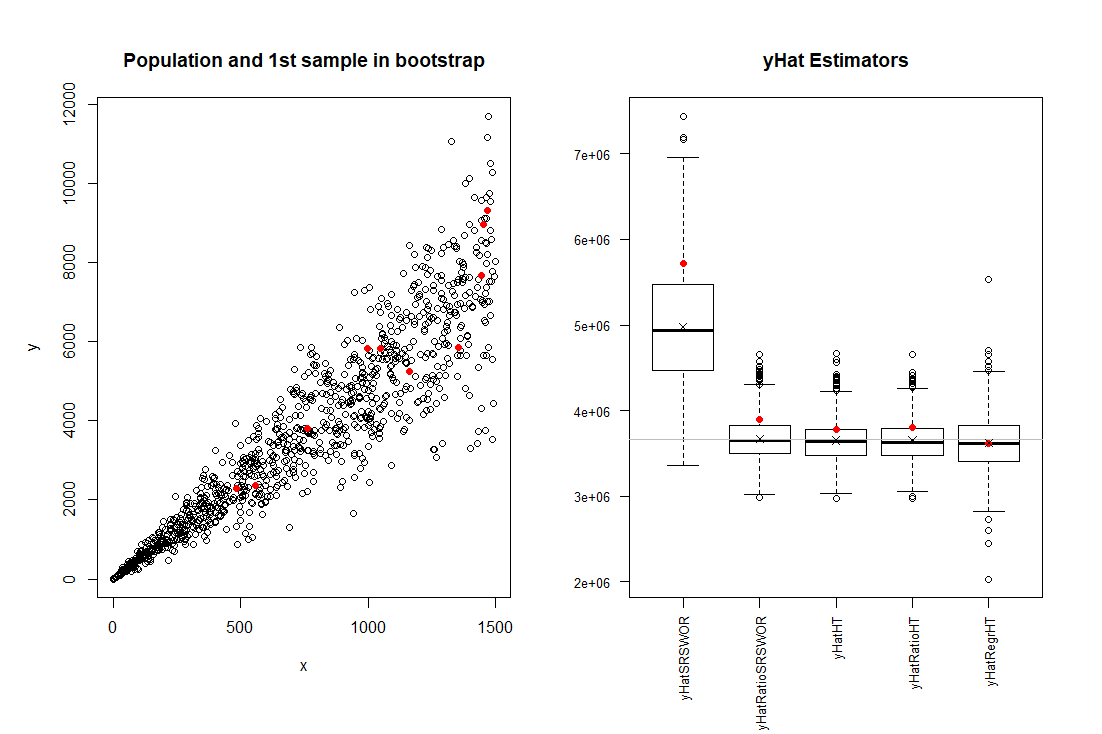 Population and 1st sample in bootstrap
y
12000
10000
8000
6000
4000
2000
0
0 500 1000 1500
x
yHat Estimators
7e+06
6e+06
5e+06
4e+06
3e+06
2e+06
yHatSRSWOR
yHatRatioSRSWOR
yHatHT
yHatRatioHT
yHatRegrHT